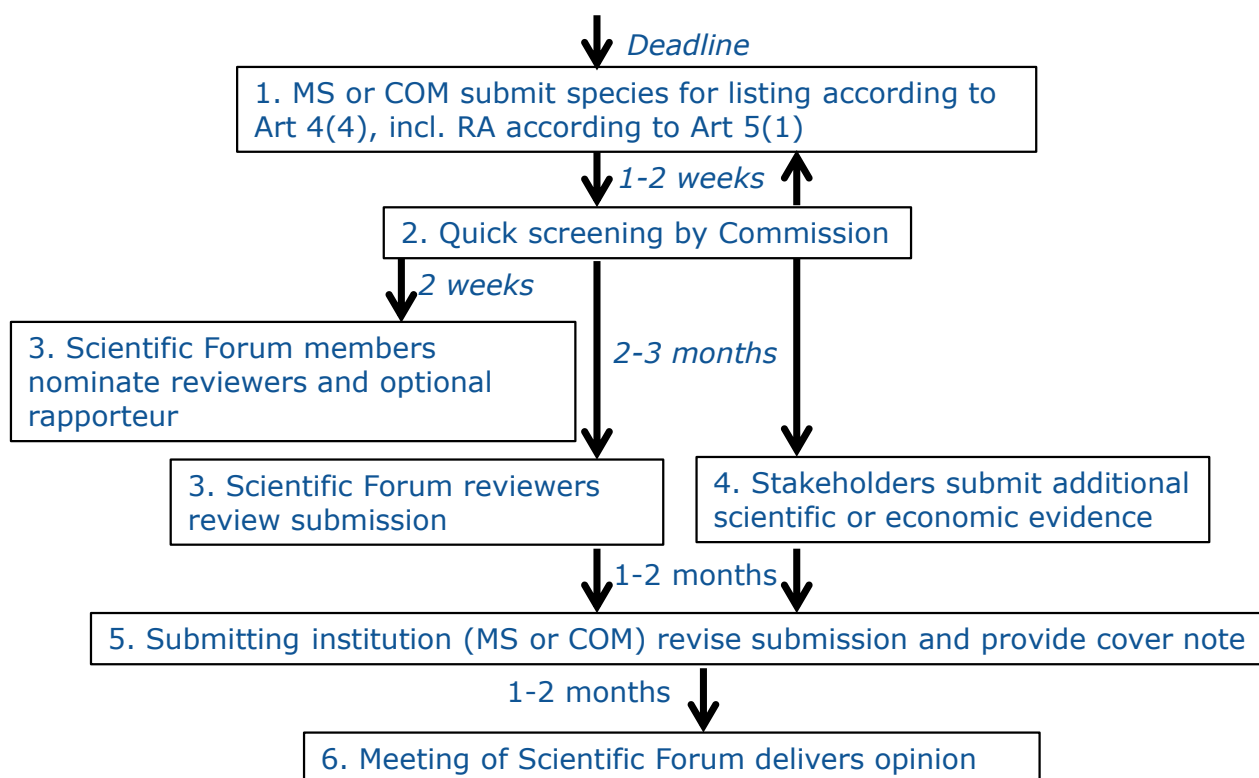 Deadline
1. MS or COM submit species for listing according to
Art 4(4), incl. RA according to Art 5(1)
1-2 weeks
2. Quick screening by Commission
2 weeks
3. Scientific Forum members
nominate reviewers and optional
rapporteur
2-3 months
3. Scientific Forum reviewers
review submission
4. Stakeholders submit additional
scientific or economic evidence
1-2 months
5. Submitting institution (MS or COM) revise submission and provide cover note
1-2 months
6. Meeting of Scientific Forum delivers opinion